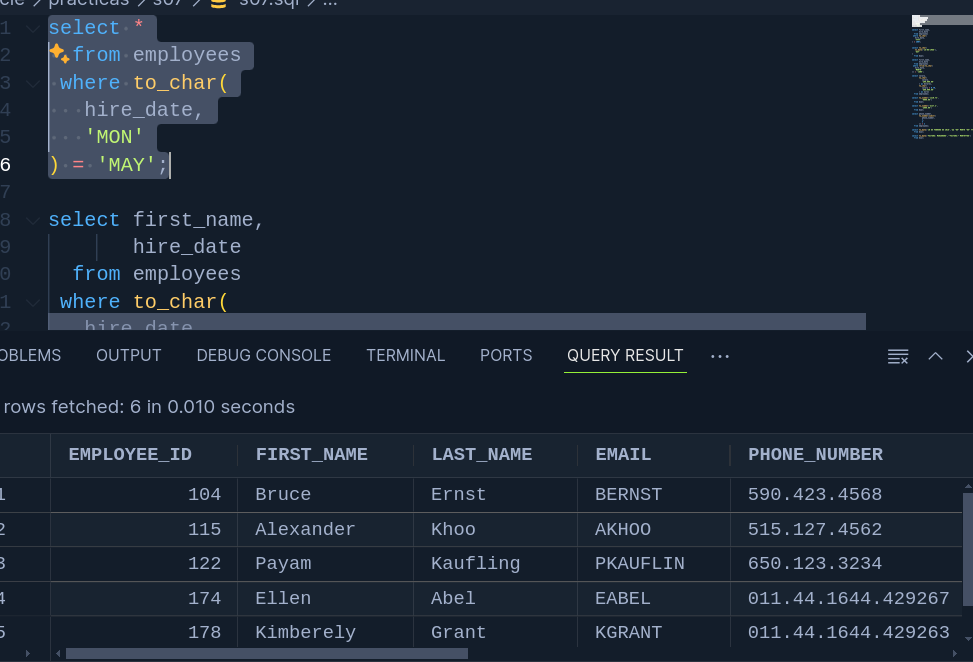 practicas
s07
s07.sql
...
1 select *
2 from employees
3 where to_char(
4 hire_date,
5 'MON'
6 ) = 'MAY';
7
8 select first_name,
9 hire_date
0 from employees
1 where to_char(
2 hire_date
OBLEMS OUTPUT DEBUG CONSOLE TERMINAL PORTS QUERY RESULT ...
rows fetched: 6 in 0.010 seconds
EMPLOYEE_ID FIRST_NAME LAST_NAME EMAIL PHONE_NUMBER
1 104 Bruce Ernst BERNST 590.423.4568
2 115 Alexander Khoo AKHOO 515.127.4562
3 122 Payam Kaufling PKAUFLIN 650.123.3234
4 174 Ellen Abel EABEL 011.44.1644.429267
5 178 Kimberely Grant KGRANT 011.44.1644.429263